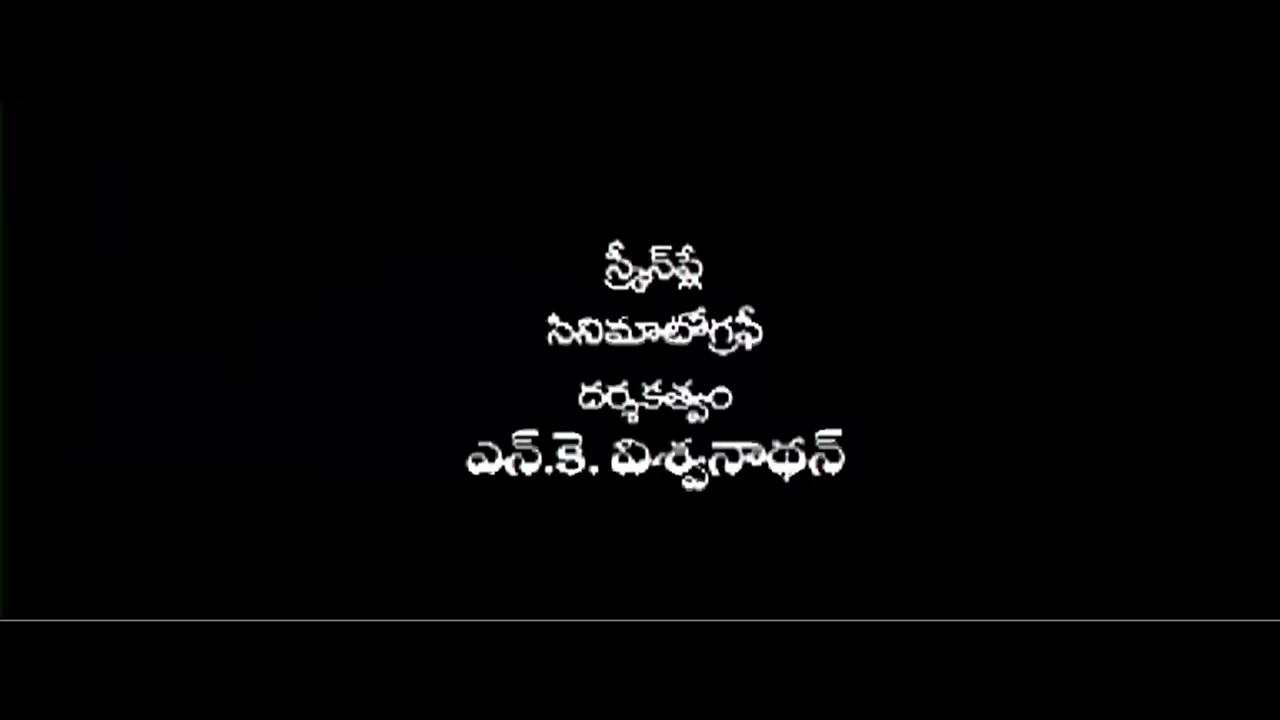 స్క్రీన్‌ప్లే
సినిమాటోగ్రఫీ
దర్శకత్వం
ఎన్.కె. విశ్వనాథన్